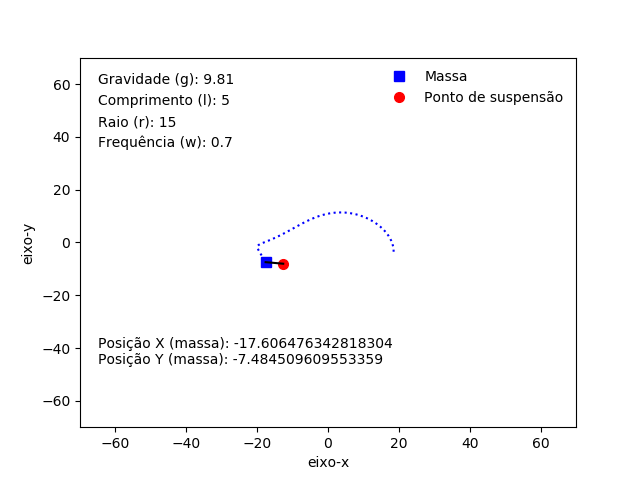 Gravidade (g): 9.81
Comprimento (l): 5
Raio (r): 15
Frequência (w): 0.7
Massa
Ponto de suspensão
60
40
20
0
−20
−40
−60
eixo-y
Posição X (massa): -17.606476342818304
Posição Y (massa): -7.484509609553359
−60 −40 −20 0 20 40 60
eixo-x